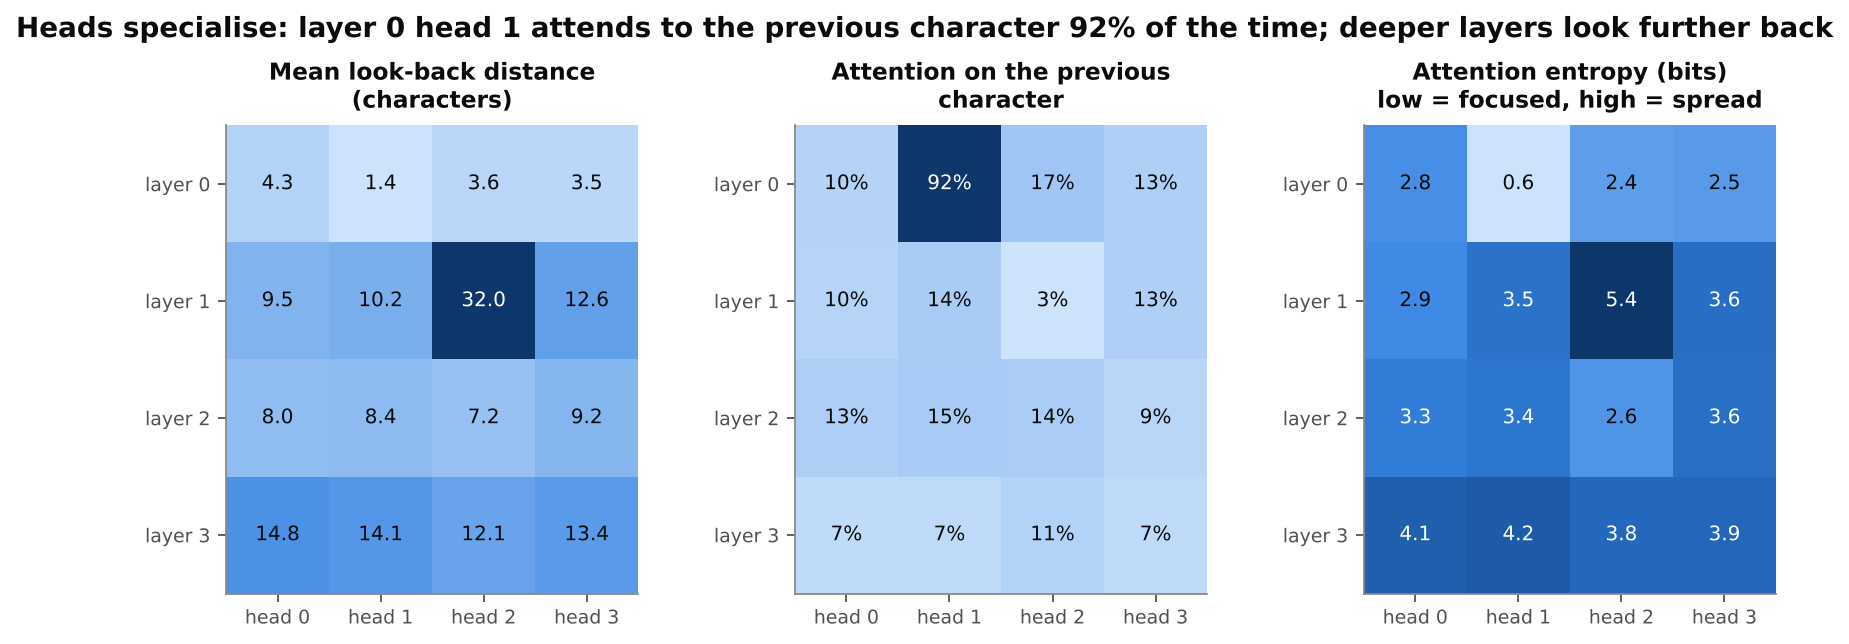 Heads specialise: layer 0 head 1 attends to the previous character 92% of the time; deeper layers look further back
Mean look-back distance
(characters)
layer 0 4.3 1.4 3.6 3.5
layer 1 9.5 10.2 32.0 12.6
layer 2 8.0 8.4 7.2 9.2
layer 3 14.8 14.1 12.1 13.4
head 0 head 1 head 2 head 3
Attention on the previous
character
layer 0 10% 92% 17% 13%
layer 1 10% 14% 3% 13%
layer 2 13% 15% 14% 9%
layer 3 7% 7% 11% 7%
head 0 head 1 head 2 head 3
Attention entropy (bits)
low = focused, high = spread
layer 0 2.8 0.6 2.4 2.5
layer 1 2.9 3.5 5.4 3.6
layer 2 3.3 3.4 2.6 3.6
layer 3 4.1 4.2 3.8 3.9
head 0 head 1 head 2 head 3